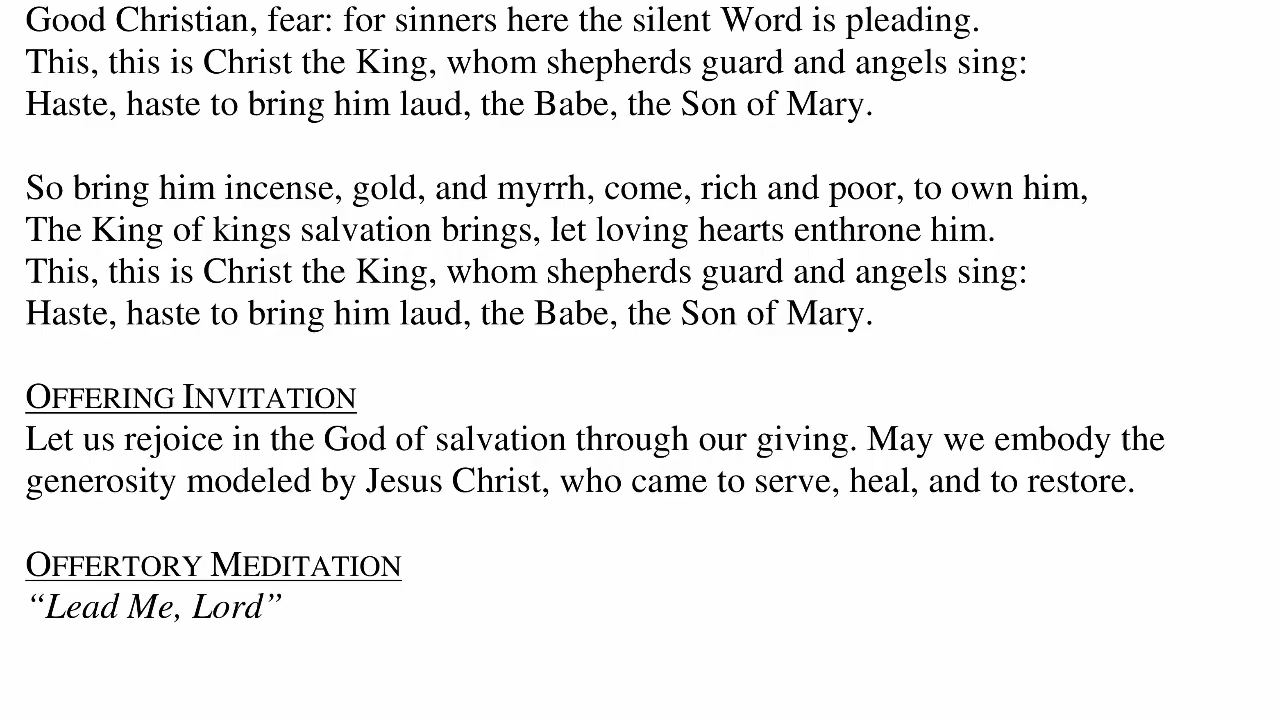 Good Christian, fear: for sinners here the silent Word is pleading.
This, this is Christ the King, whom shepherds guard and angels sing:
Haste, haste to bring him laud, the Babe, the Son of Mary.
So bring him incense, gold, and myrrh, come, rich and poor, to own him,
The King of kings salvation brings, let loving hearts enthrone him.
This, this is Christ the King, whom shepherds guard and angels sing:
Haste, haste to bring him laud, the Babe, the Son of Mary.
OFFERING INVITATION
Let us rejoice in the God of salvation through our giving. May we embody the
generosity modeled by Jesus Christ, who came to serve, heal, and to restore.
OFFERTORY MEDITATION
“Lead Me, Lord”